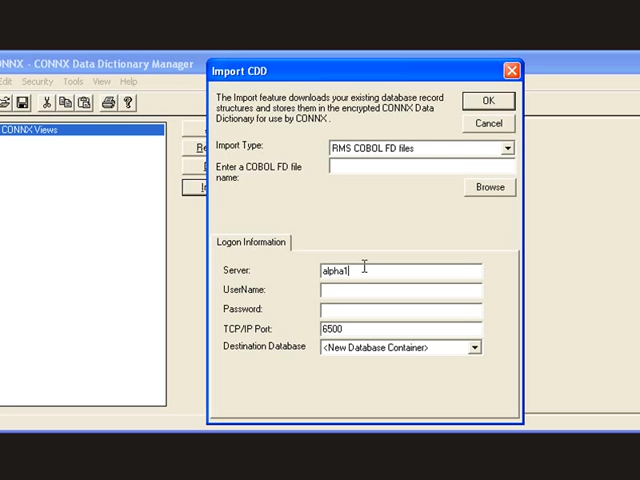 ONNX - CONNX Data Dictionary Manager
Edit Security Tools View Help
CONNX Views
Import CDD
The Import feature downloads your existing database record
structures and stores them in the encrypted CONNX Data
Dictionary for use by CONNX .
OK
Cancel
Import Type:
RMS COBOL FD files
Enter a COBOL FD file
name:
Browse
Logon Information
Server:
alpha1
UserName:
Password:
TCP/IP Port:
6500
Destination Database
<New Database Container>